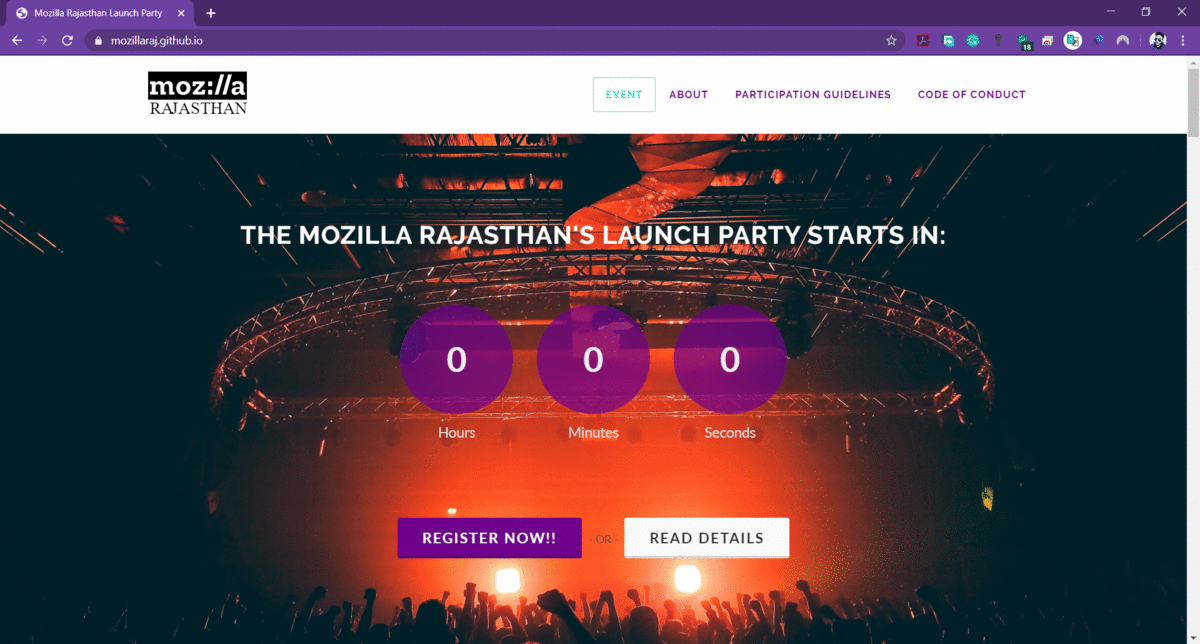 Mozilla Rajasthan Launch Party
mozillaraj.github.io
18
moz://a
RAJASTHAN
EVENT
ABOUT
PARTICIPATION GUIDELINES
CODE OF CONDUCT
THE MOZILLA RAJASTHAN'S LAUNCH PARTY STARTS IN:
0 0 0
Hours Minutes Seconds
REGISTER NOW!! - OR - READ DETAILS